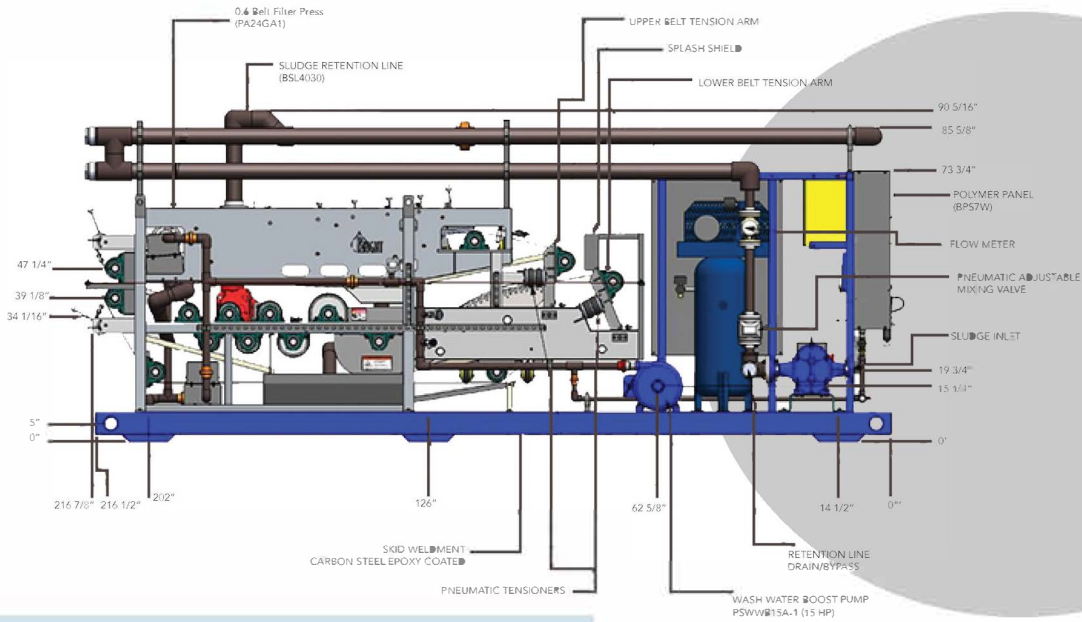 0.6 Belt Filter Press
(PA24GA1)
UPPER BELT TENSION ARM
SPLASH SHIELD
SLUDGE RETENTION LINE
(BSL4030)
LOWER BELT TENSION ARM
90 5/16"
85 5/8"
73 3/4"
POLYMER PANEL
(BPS7W)
FLOW METER
47 1/4"
PNEUMATIC ADJUSTABLE
MIXING VALVE
39 1/8"
34 1/16"
SLUDGE INLET
19 3/4"
15 1/4"
5"
0"
0"
216 7/8"
216 1/2"
202"
126"
62 5/8"
14 1/2"
0"
SKID WELDMENT
CARBON STEEL EPOXY COATED
RETENTION LINE
DRAIN/BYPASS
PNEUMATIC TENSIONERS
WASH WATER BOOST PUMP
PSWWB15A-1 (15 HP)